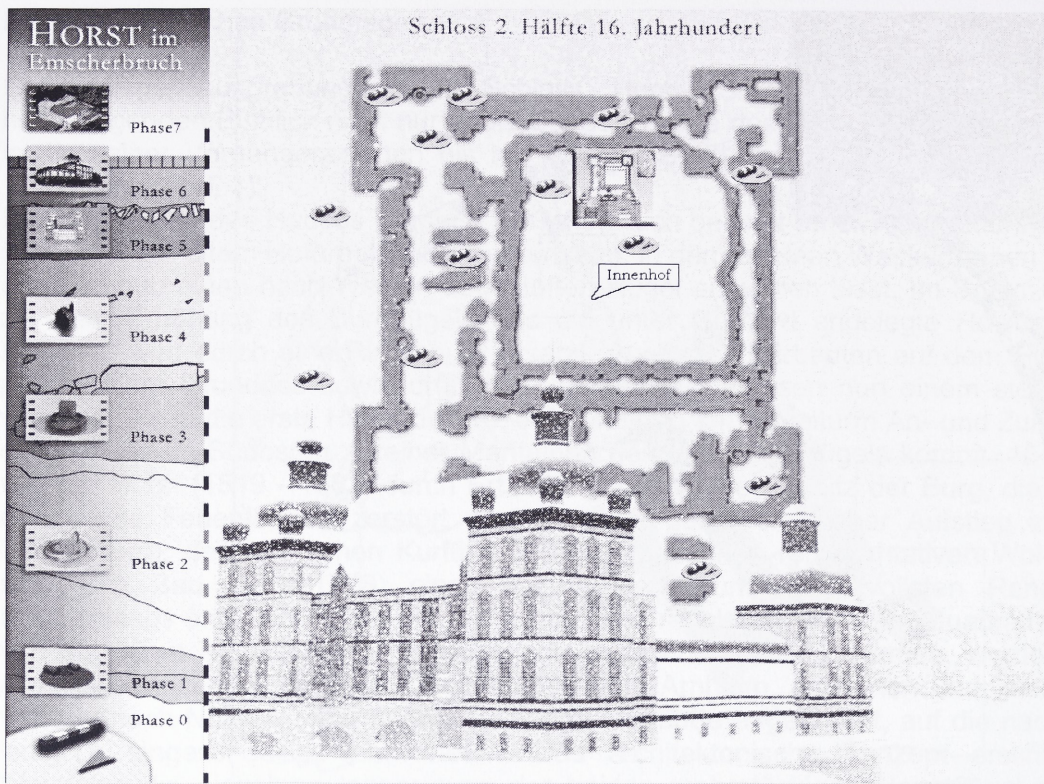 HORST im
Emscherbruch
Schloss 2. Hälfte 16. Jahrhundert
Phase7
Phase 6
Phase 5
Phase 4
Phase 3
Phase 2
Phase 1
Phase 0
Innenhof